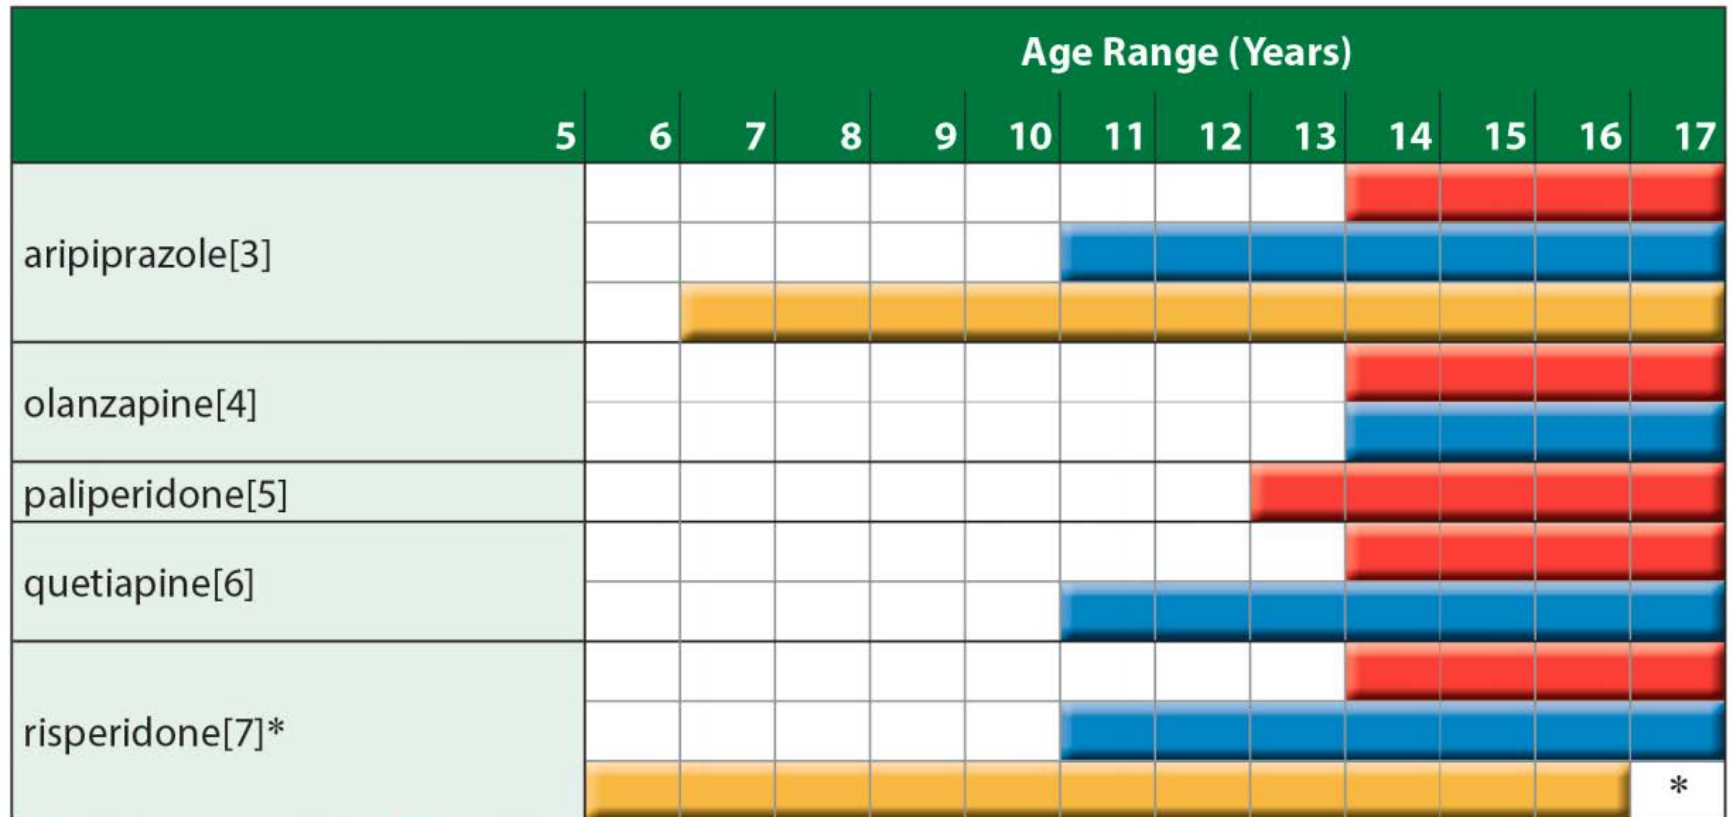 Age Range (Years)
5 6 7 8 9 10 11 12 13 14 15 16 17
aripiprazole[3]
olanzapine[4]
paliperidone[5]
quetiapine[6]
risperidone[7]*
*